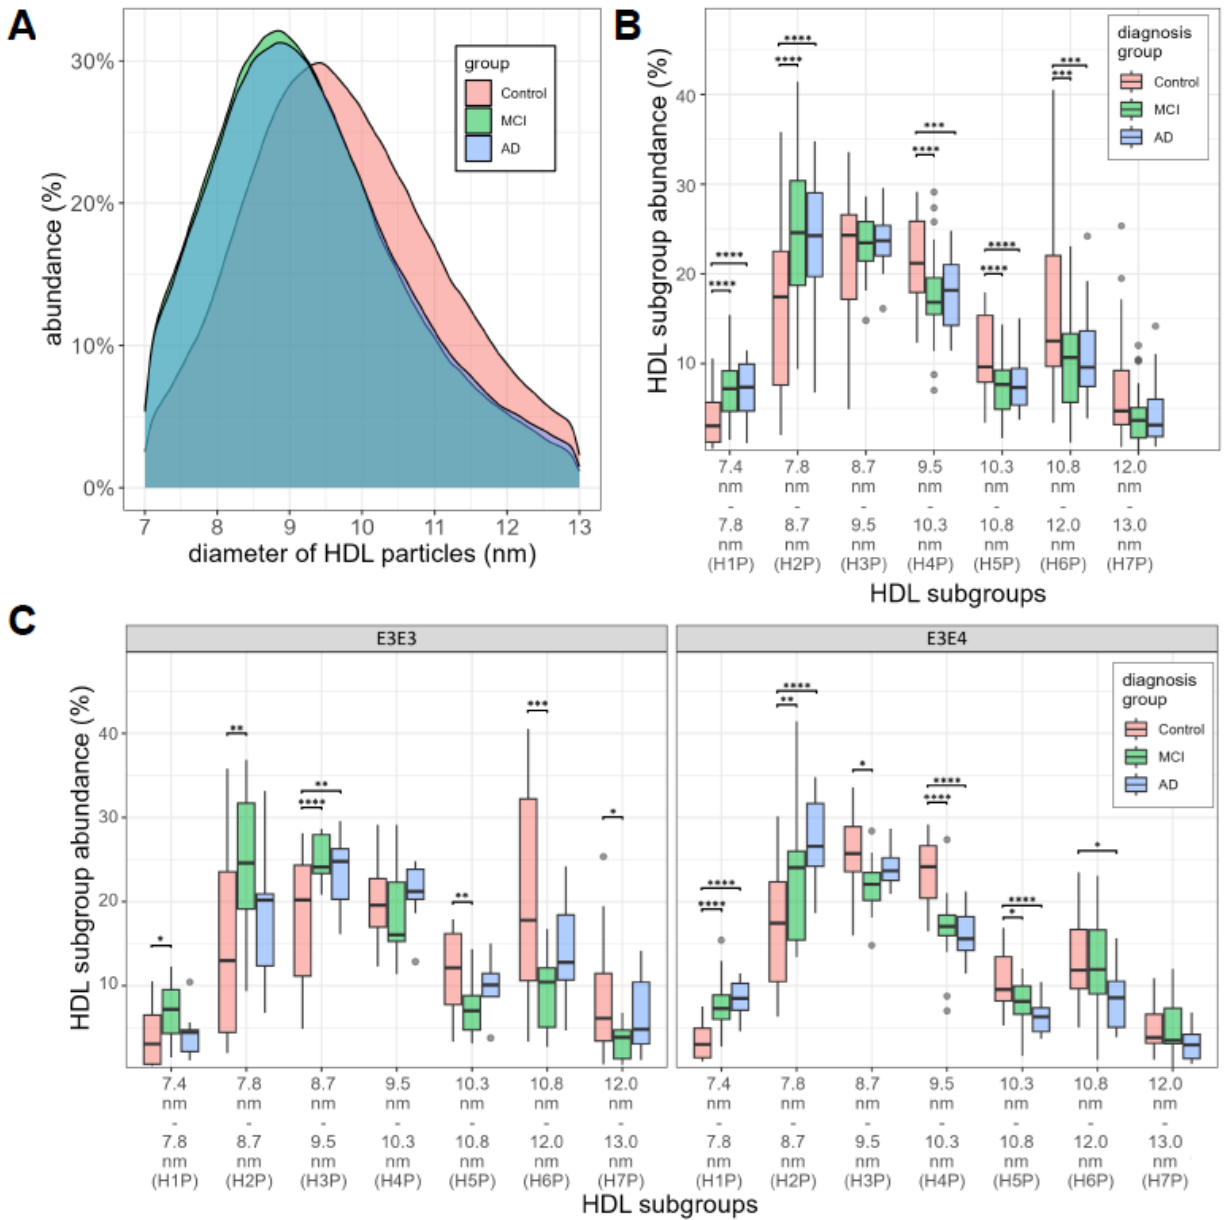 A
30%
20%
10%
0%
abundance (%)
group
Control
MCI
AD
7 8 9 10 11 12 13
diameter of HDL particles (nm)
B
HDL subgroup abundance (%)
40
30
20
10
diagnosis
group
Control
MCI
AD
****
****
****
****
***
****
****
****
***
***
7.4 7.8 8.7 9.5 10.3 10.8 12.0
nm nm nm nm nm nm nm
- - - - - - -
7.8 8.7 9.5 10.3 10.8 12.0 13.0
nm nm nm nm nm nm nm
(H1P) (H2P) (H3P) (H4P) (H5P) (H6P) (H7P)
HDL subgroups
C
E3E3
HDL subgroup abundance (%)
40
30
20
10
*
**
**
****
**
***
*
7.4 7.8 8.7 9.5 10.3 10.8 12.0
nm nm nm nm nm nm nm
- - - - - - -
7.8 8.7 9.5 10.3 10.8 12.0 13.0
nm nm nm nm nm nm nm
(H1P) (H2P) (H3P) (H4P) (H5P) (H6P) (H7P)
E3E4
diagnosis
group
Control
MCI
AD
****
****
****
**
*
****
****
****
*
*
7.4 7.8 8.7 9.5 10.3 10.8 12.0
nm nm nm nm nm nm nm
- - - - - - -
7.8 8.7 9.5 10.3 10.8 12.0 13.0
nm nm nm nm nm nm nm
(H1P) (H2P) (H3P) (H4P) (H5P) (H6P) (H7P)
HDL subgroups